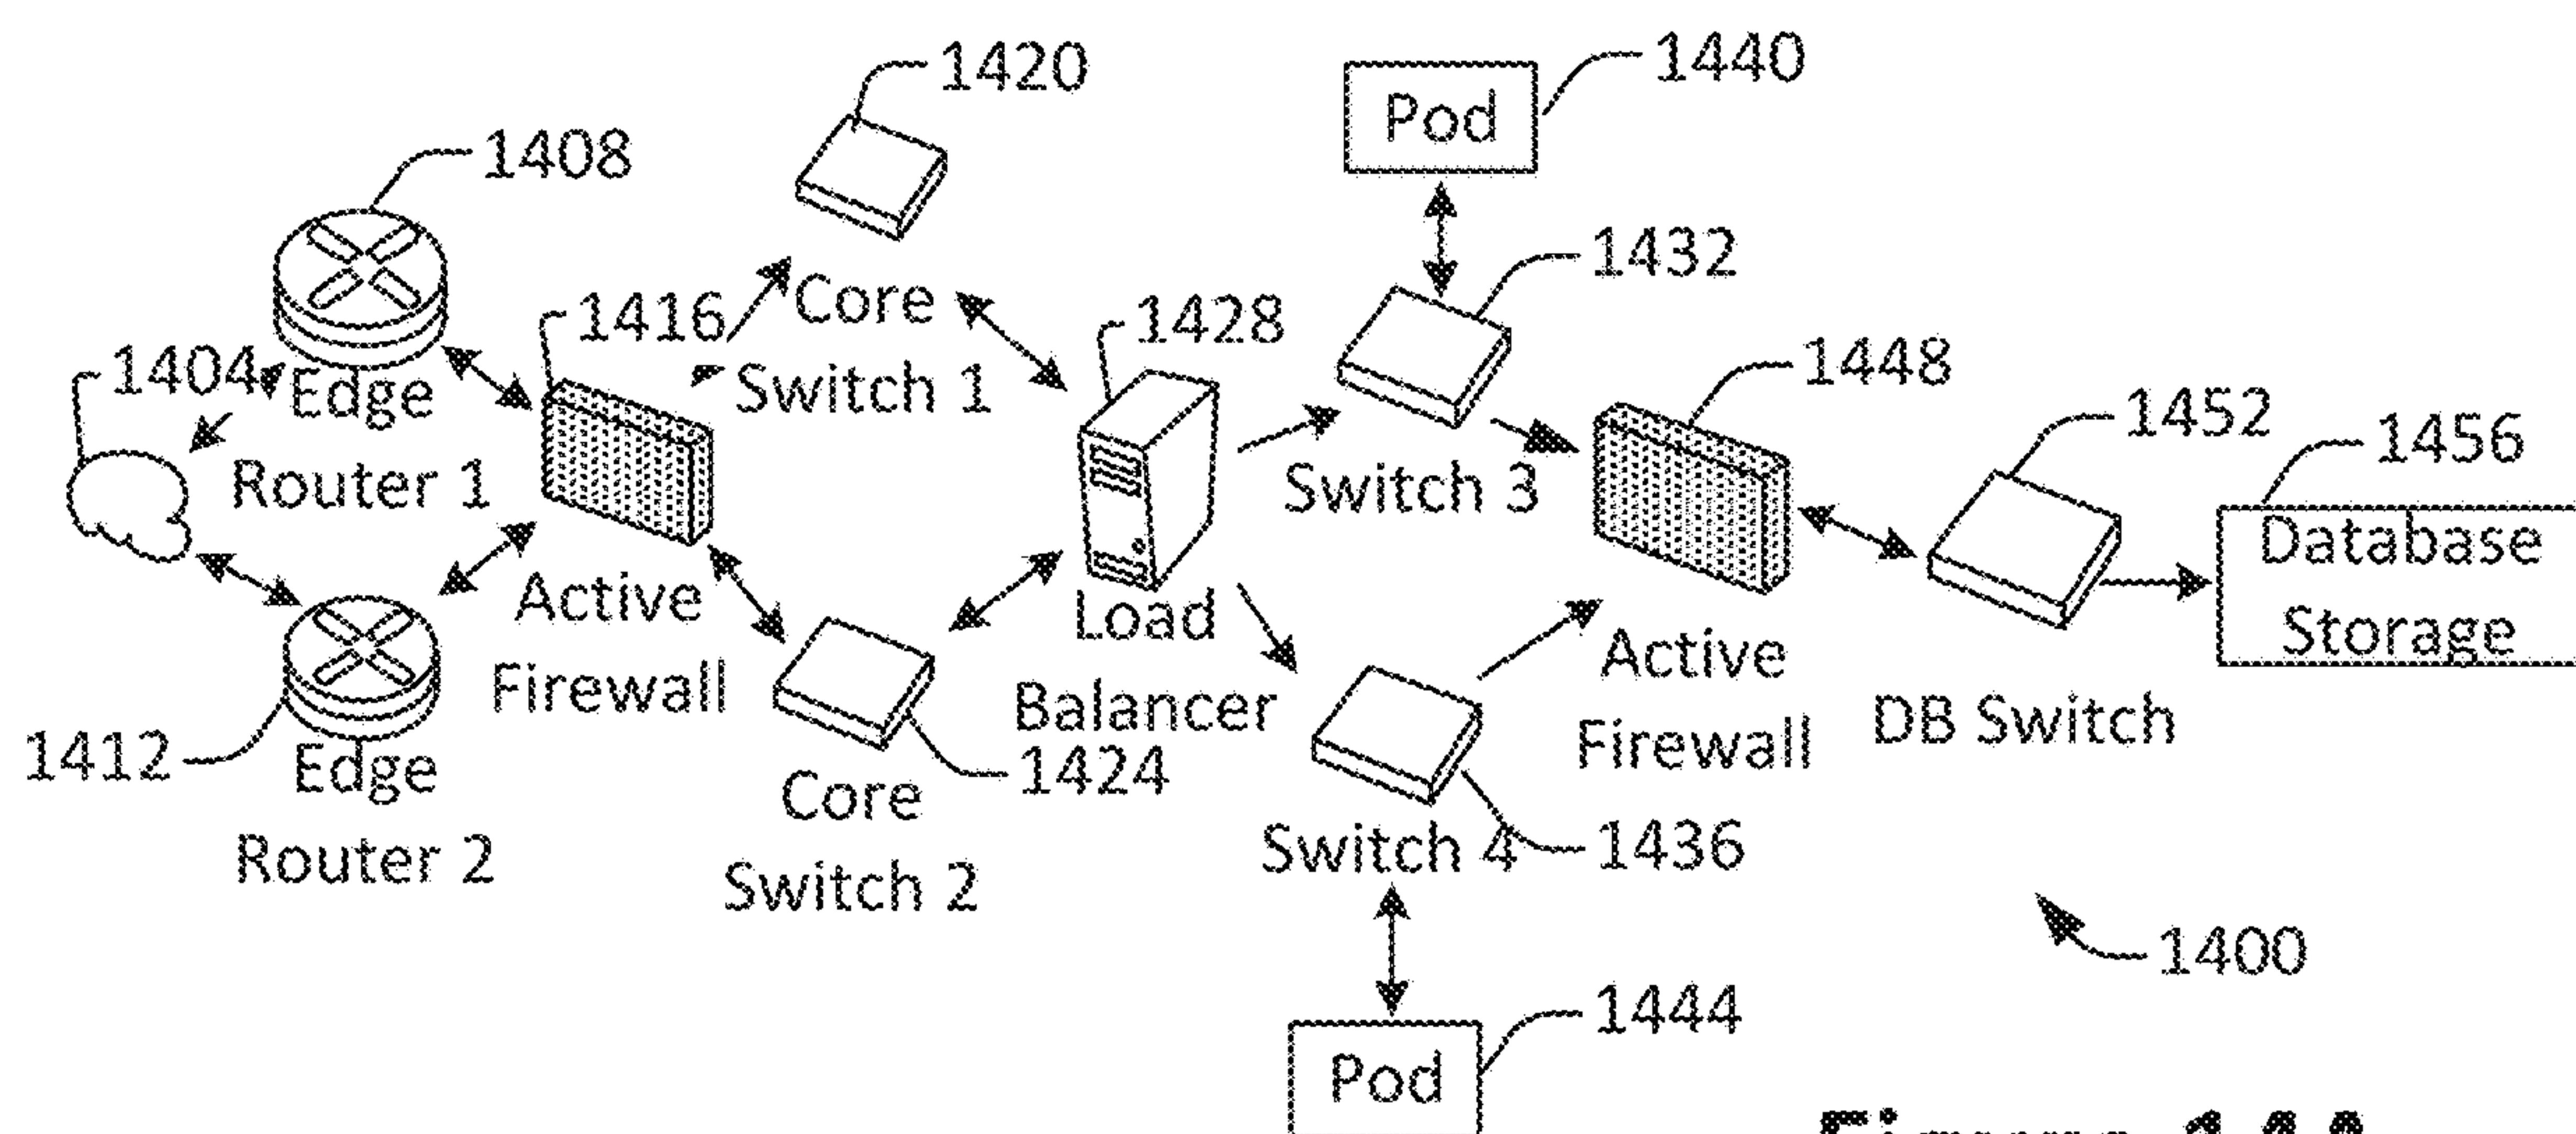 1420
1440
Pod
1408
1432
1416
Core
Switch 1
1428
1404
Edge
Router 1
1448
1452
1456
Switch 3
Database
Storage
Active
Firewall
Load
Balancer
Active
Firewall
DB Switch
1412
Edge
Router 2
1424
Core
Switch 2
Switch 4
1436
1400
1444
Pod